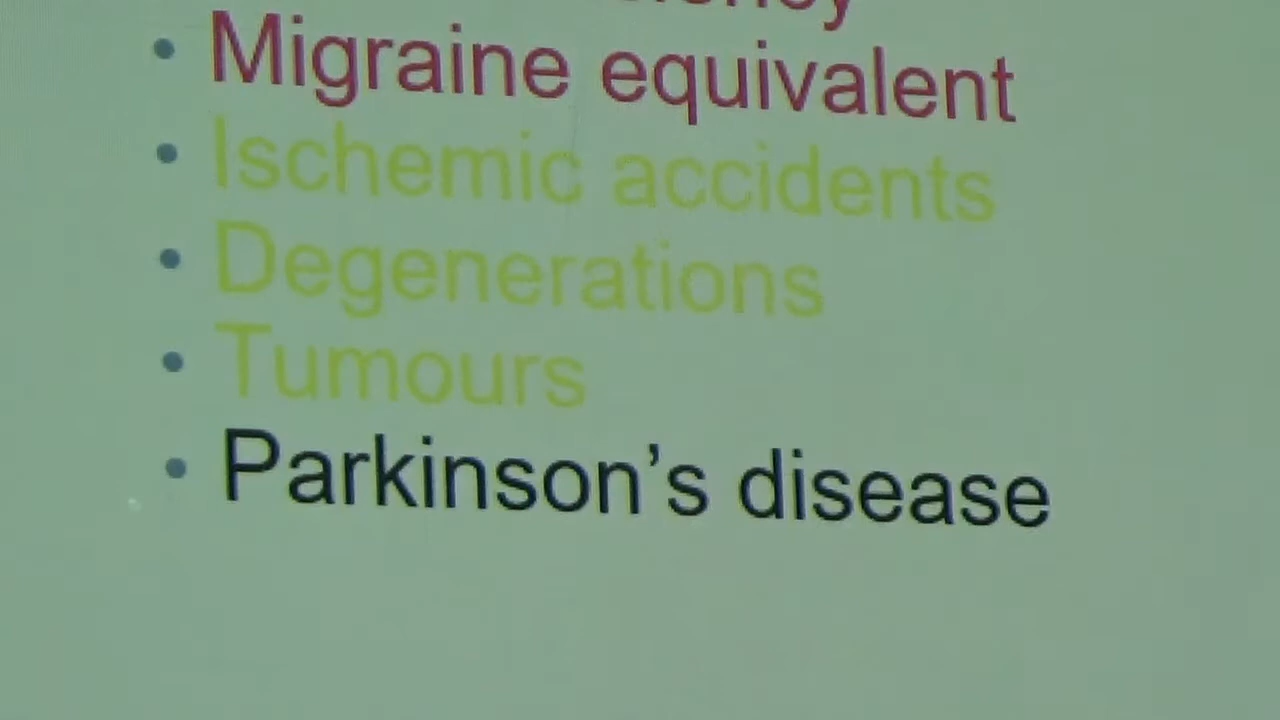 • Migraine equivalent
• Ischemic accidents
• Degenerations
• Tumours
• Parkinson’s disease